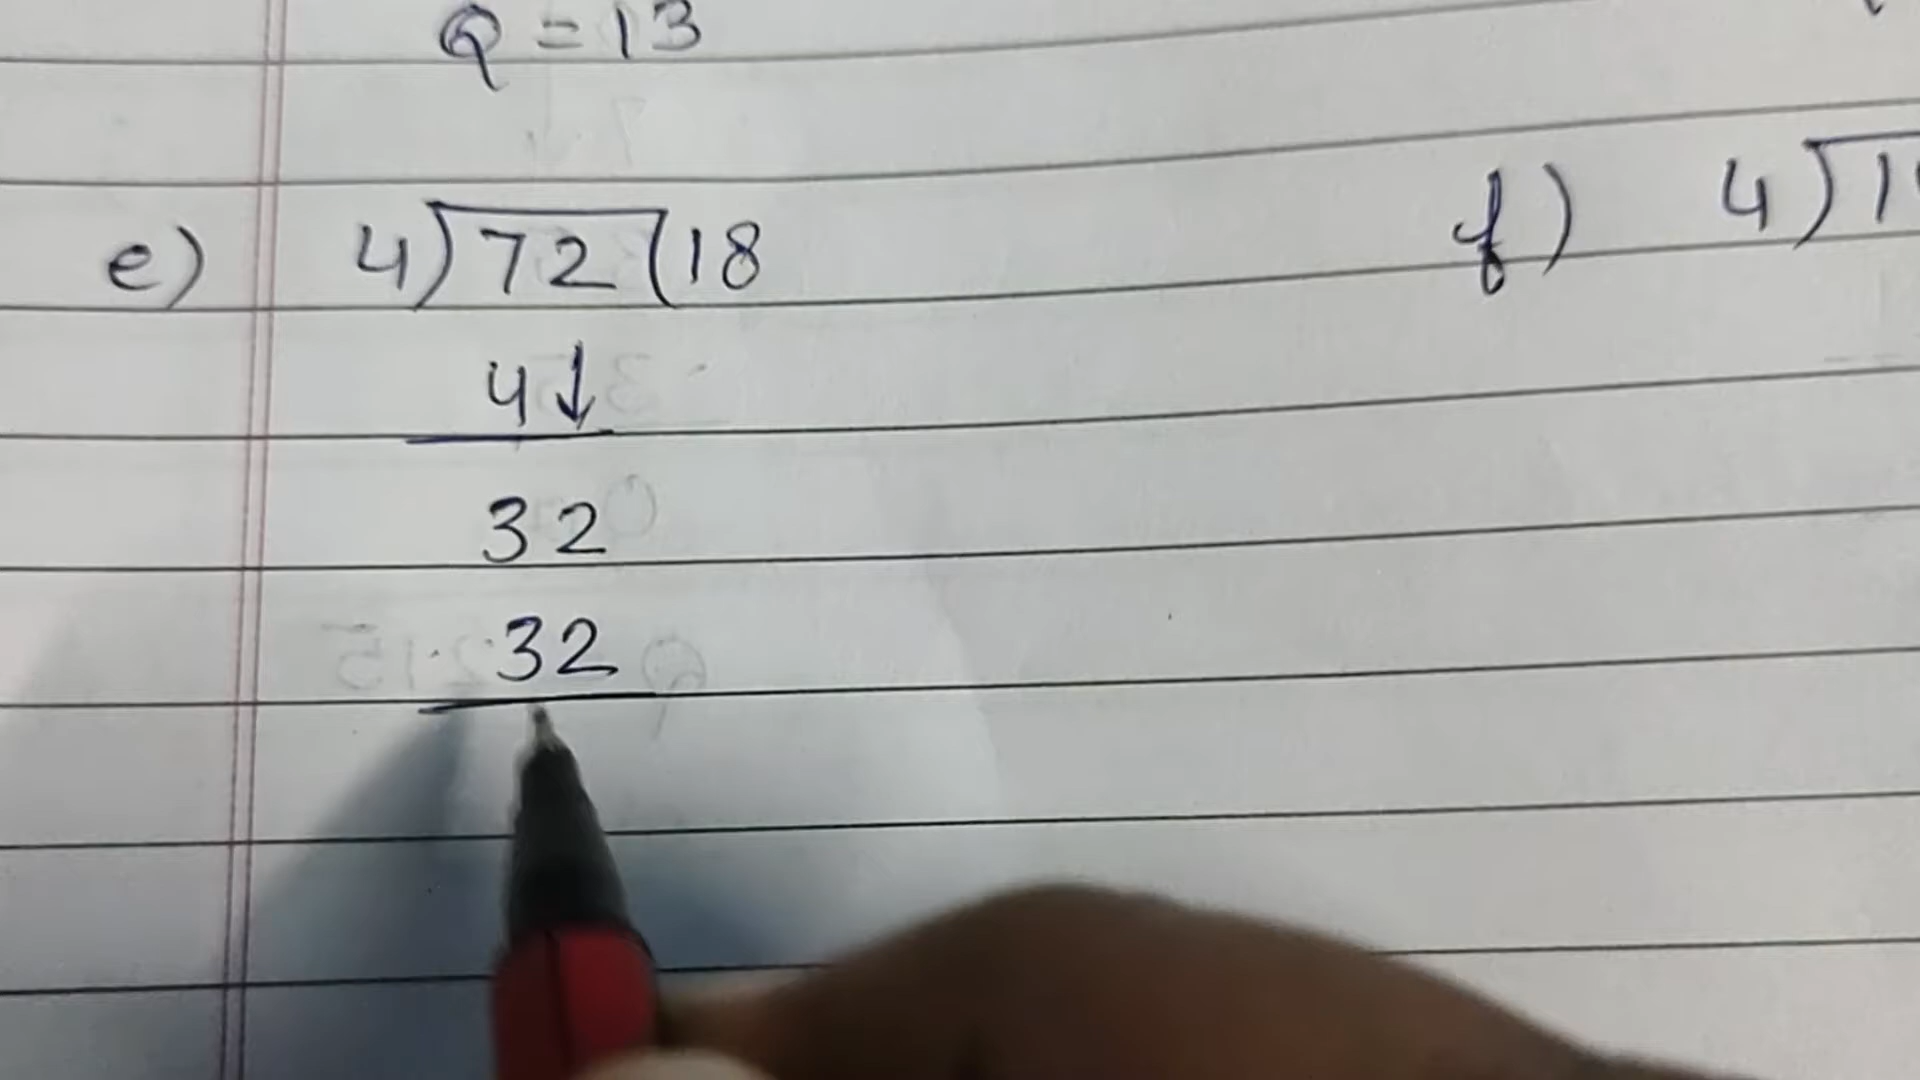 Q = 13
e) 4)72(18
4↓
32
32
f) 4)1